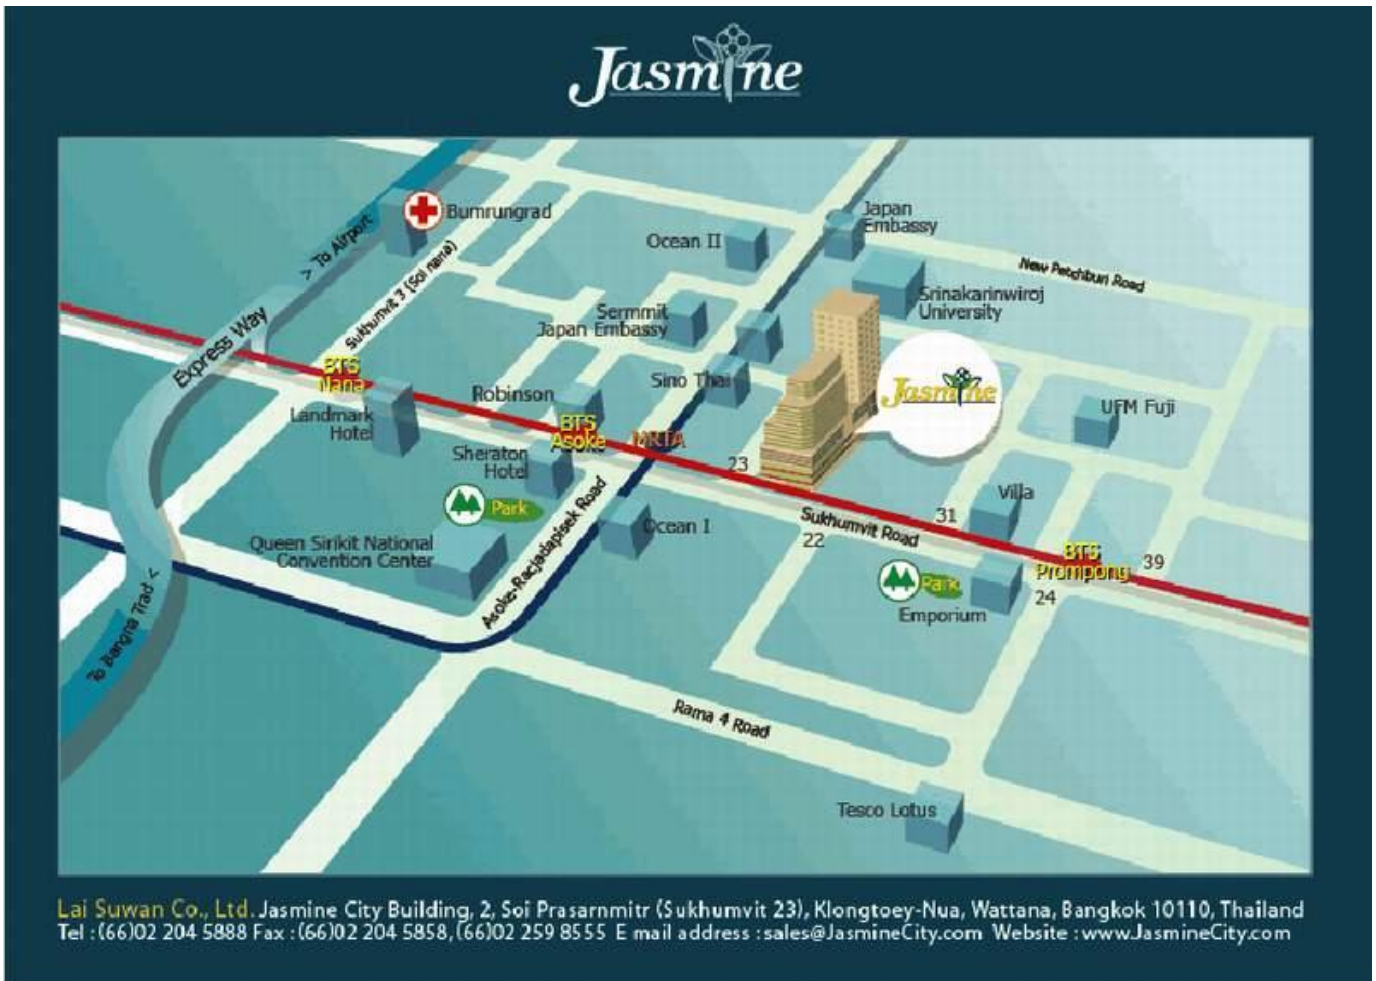 Jasmine
Bumrungrad
Japan
Embassy
Ocean II
> To Airport
Sukhumvit 3 (Soi nana)
New Petchburi Road
Srinakarinwiroj
University
Sermmit
Japan Embassy
Express Way
BTS
Nana
Sino Thai
Jasmine
Robinson
Landmark
Hotel
UFM Fuji
BTS
Asoke
Asoke
MRTA
Sheraton
Hotel
23
Villa
Park
Asoke-Racjadapisek Road
Ocean I
Sukhumvit Road
31
22
Queen Sirikit National
Convention Center
BTS
Prompong
39
Park
24
Emporium
To Bangna Trad <
Rama 4 Road
Tesco Lotus
Lai Suwan Co., Ltd. Jasmine City Building, 2, Soi Prasarnmitr (Sukhumvit 23), Klongtoey-Nua, Wattana, Bangkok 10110, Thailand
Tel :(66)02 204 5888 Fax :(66)02 204 5858,(66)02 259 8555 E mail address :sales@JasmineCity.com Website :www.JasmineCity.com